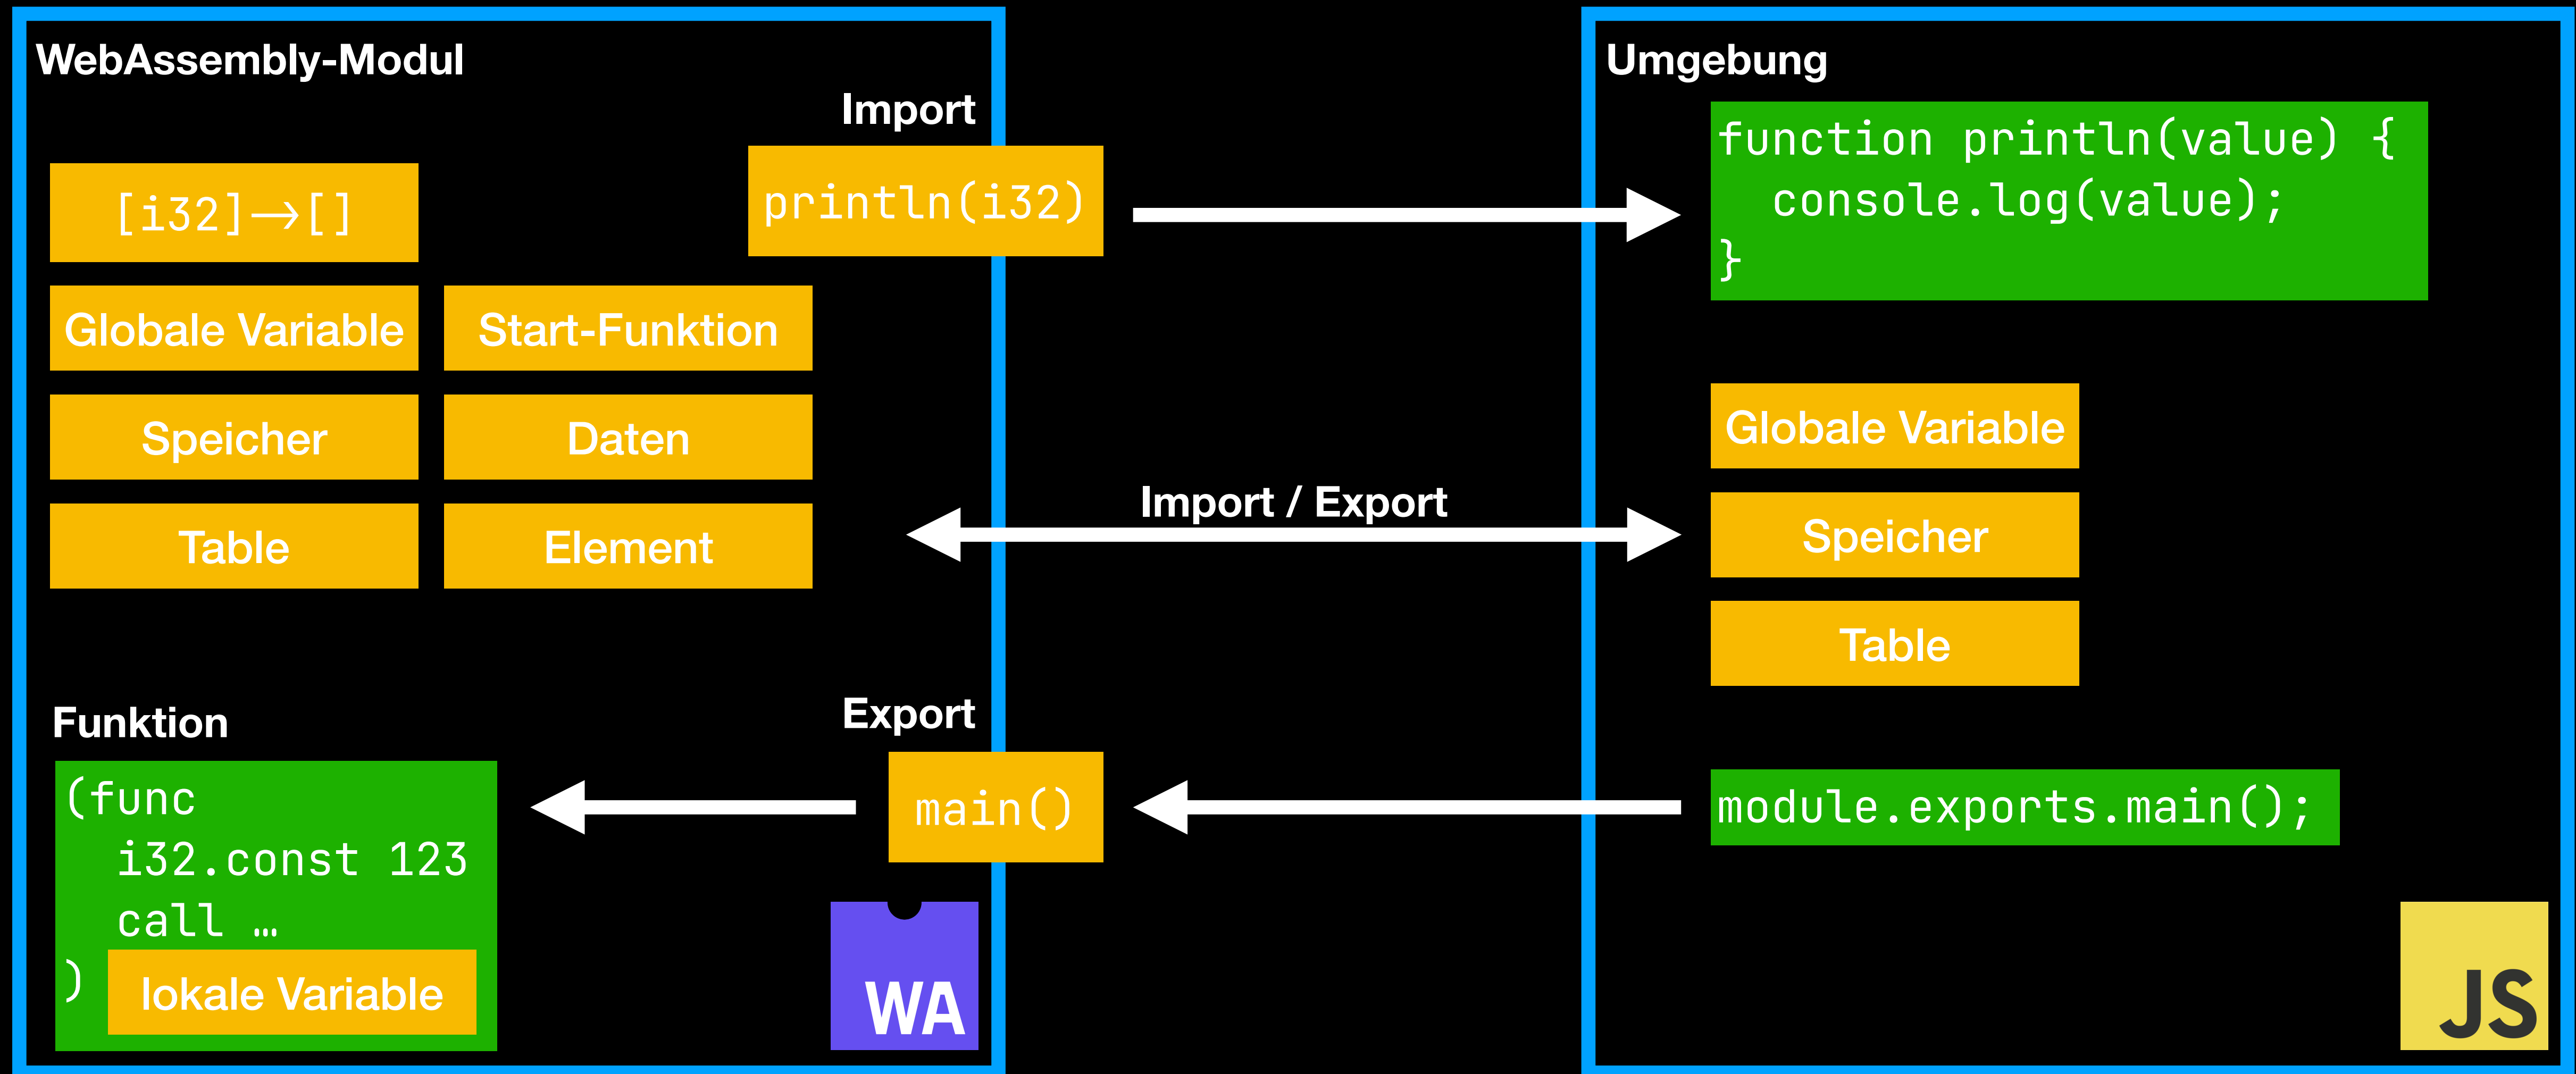 WebAssembly-Modul
Import
println(i32)
[i32]→[]
Globale Variable
Start-Funktion
Speicher
Daten
Table
Element
Import / Export
Funktion
(func
i32.const 123
call …
)
lokale Variable
Export
main()
WA
Umgebung
function println(value) {
console.log(value);
}
Globale Variable
Speicher
Table
module.exports.main();
JS